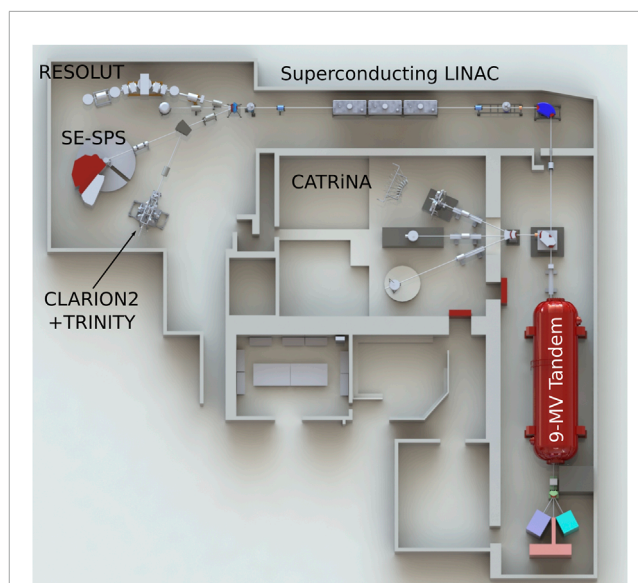 RESOLUT
Superconducting LINAC
SE-SPS
CATRiNA
CLARION2
+TRINITY
9-MV Tandem